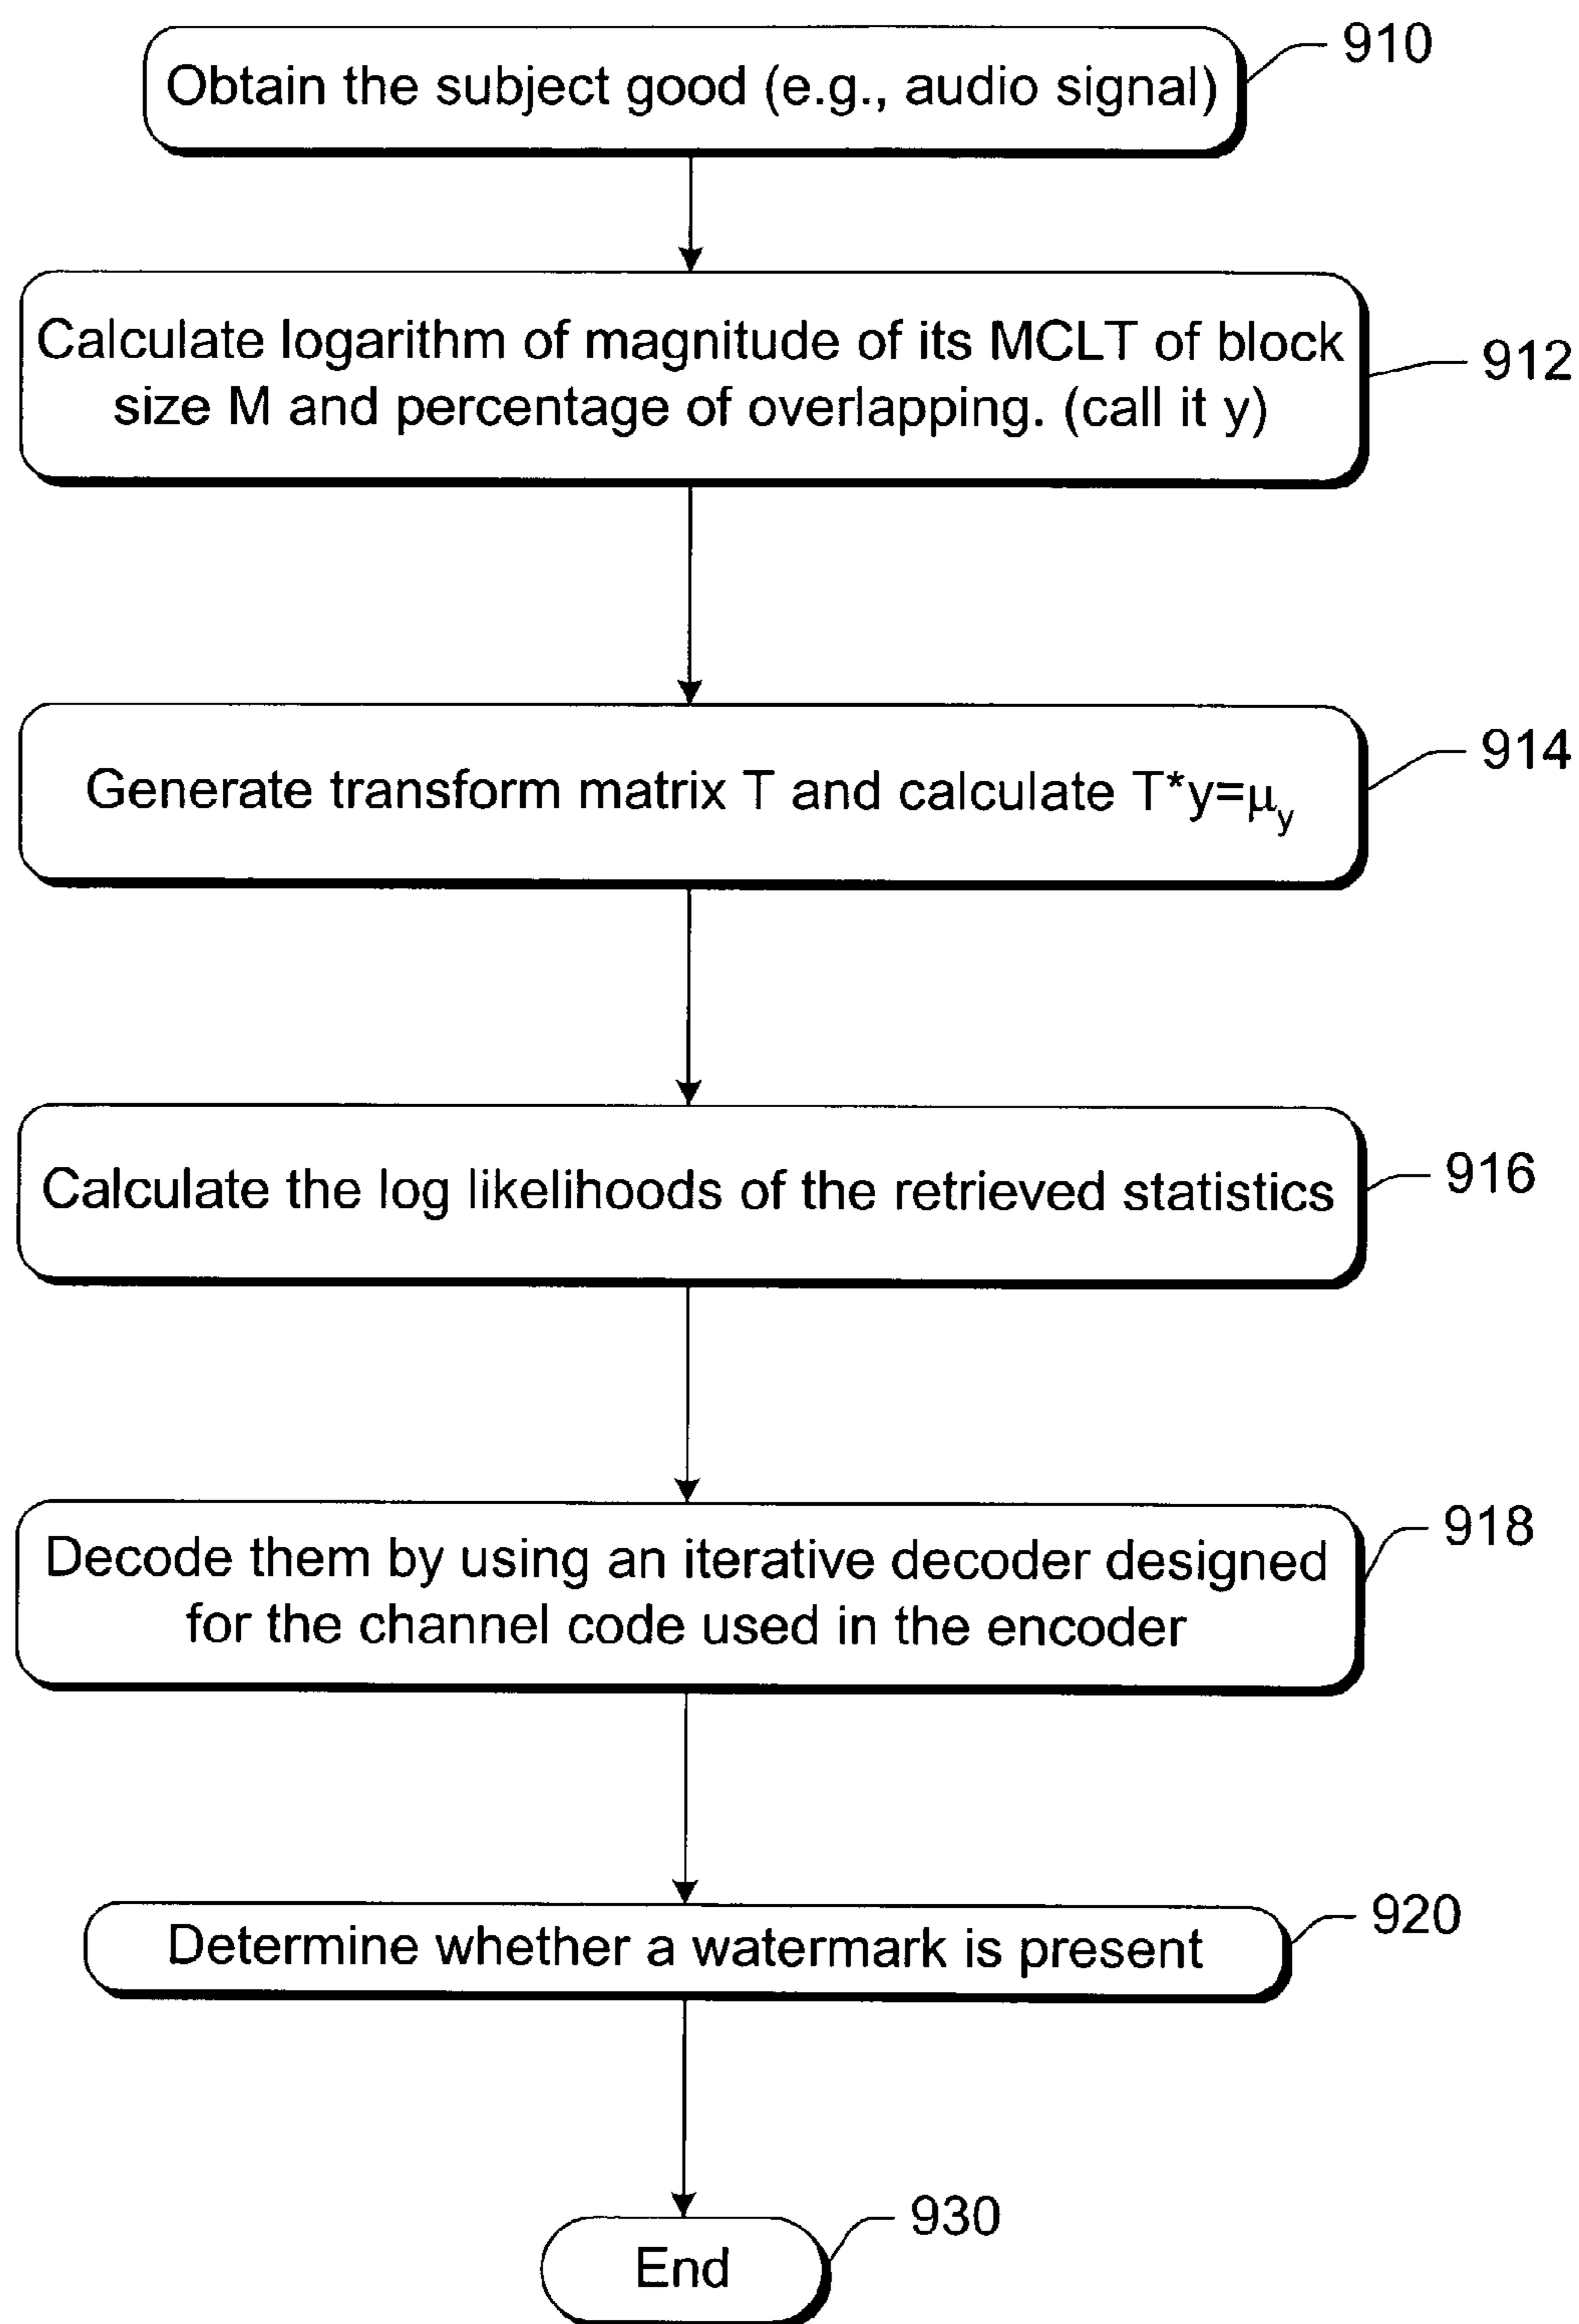 Obtain the subject good (e.g., audio signal)
910
Calculate logarithm of magnitude of its MCLT of block
size M and percentage of overlapping. (call it y)
912
Generate transform matrix T and calculate T*y=μy
914
Calculate the log likelihoods of the retrieved statistics
916
Decode them by using an iterative decoder designed
for the channel code used in the encoder
918
Determine whether a watermark is present
920
End
930